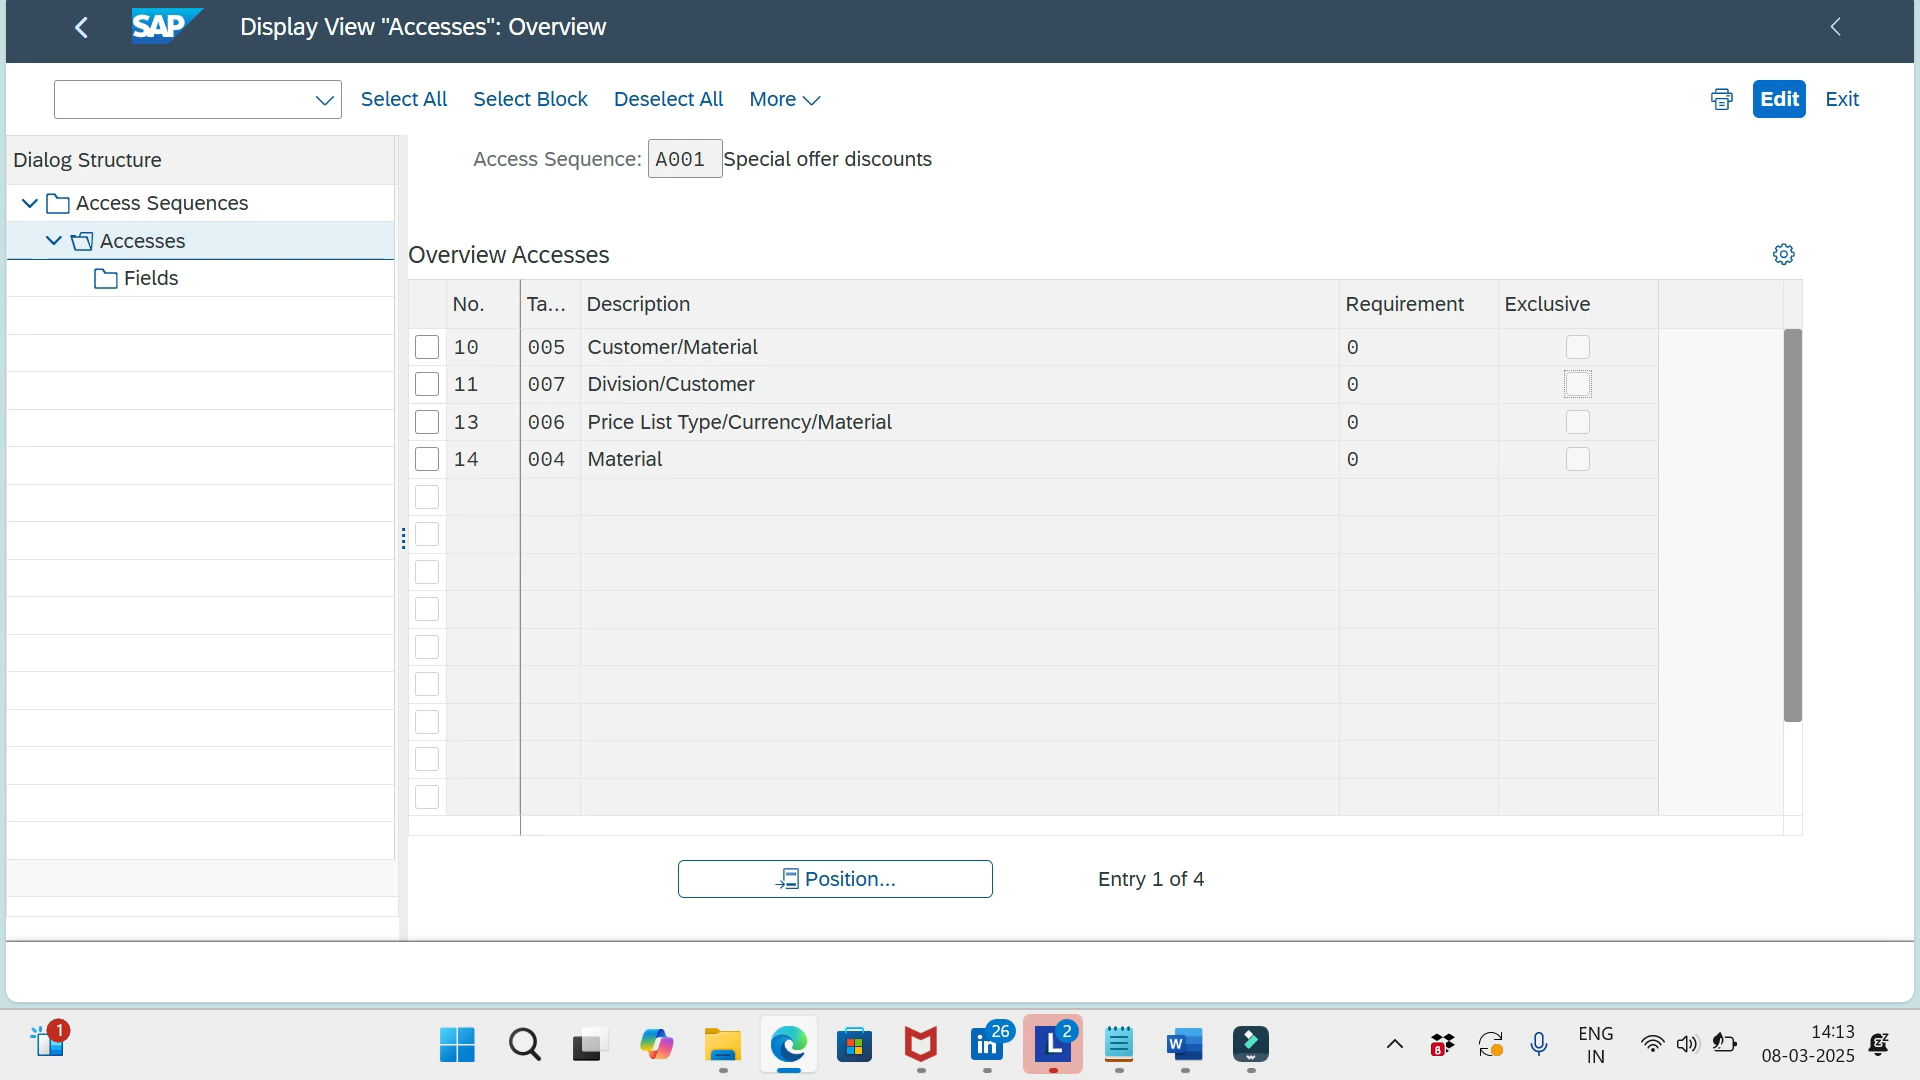 SAP Display View "Accesses": Overview
Select All Select Block Deselect All More Edit Exit
Dialog Structure
Access Sequences
Accesses
Fields
Access Sequence: A001 Special offer discounts
Overview Accesses
No. Ta... Description Requirement Exclusive
10 005 Customer/Material 0
11 007 Division/Customer 0
13 006 Price List Type/Currency/Material 0
14 004 Material 0
Position... Entry 1 of 4
1
26
2
8
ENG
IN
14:13
08-03-2025